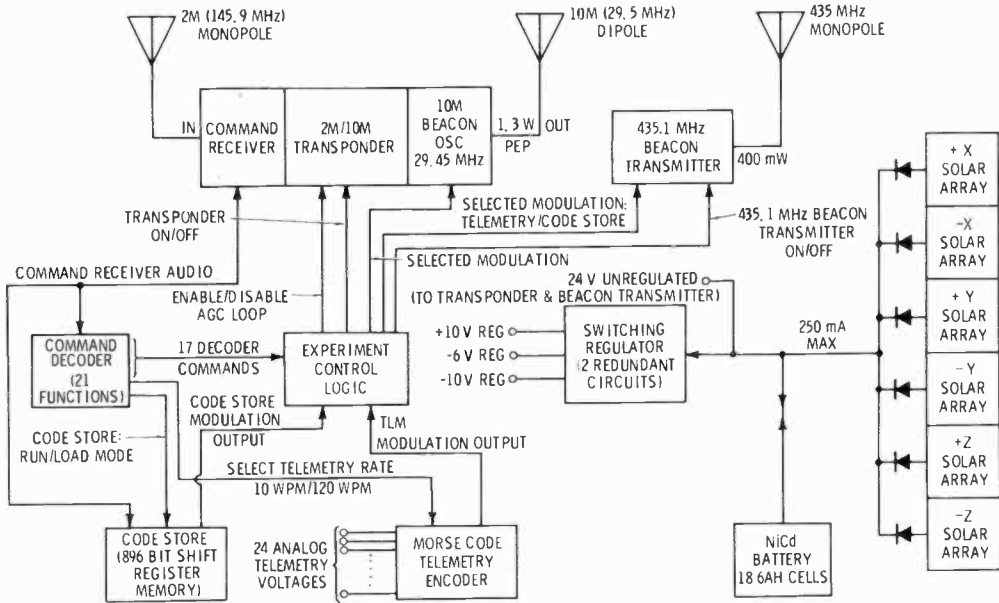 2M (145.9 MHz)
MONOPOLE
10M (29.5 MHz)
DIPOLE
435 MHz
MONOPOLE
IN
COMMAND
RECEIVER
2M/10M
TRANSPONDER
10M
BEACON
OSC
29.45 MHz
1.3 W
PEP
OUT
435.1 MHz
BEACON
TRANSMITTER
400 mW
TRANSPONDER
ON/OFF
SELECTED MODULATION:
TELEMETRY/CODE STORE
435.1 MHz BEACON
TRANSMITTER
ON/OFF
SELECTED MODULATION
COMMAND RECEIVER AUDIO
ENABLE/DISABLE
AGC LOOP
24 V UNREGULATED
(TO TRANSPONDER & BEACON TRANSMITTER)
COMMAND
DECODER
(21
FUNCTIONS)
17 DECODER
COMMANDS
EXPERIMENT
CONTROL
LOGIC
+10V REG
-6V REG
-10V REG
SWITCHING
REGULATOR
(2 REDUNDANT
CIRCUITS)
250 mA
MAX
+ X
SOLAR
ARRAY
-X
SOLAR
ARRAY
+ Y
SOLAR
ARRAY
- Y
SOLAR
ARRAY
+Z
SOLAR
ARRAY
-Z
SOLAR
ARRAY
CODE STORE
MODULATION
OUTPUT
TLM
MODULATION OUTPUT
CODE STORE:
RUN/LOAD MODE
SELECT TELEMETRY RATE
10 WPM/120 WPM
CODE STORE
(896 BIT SHIFT
REGISTER
MEMORY)
24 ANALOG
TELEMETRY
VOLTAGES
MORSE CODE
TELEMETRY
ENCODER
NiCd
BATTERY
18 6AH CELLS